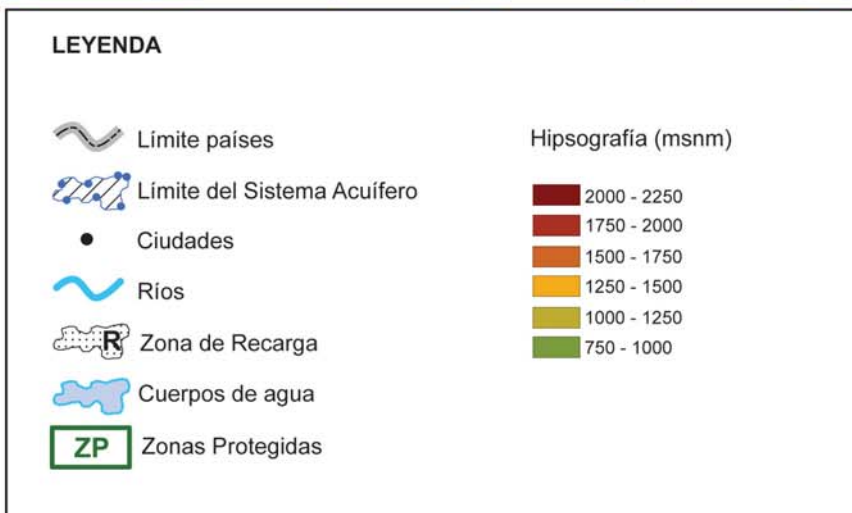 LEYENDA
Límite países
Límite del Sistema Acuífero
Ciudades
Ríos
R
Zona de Recarga
Cuerpos de agua
ZP
Zonas Protegidas
Hipsografía (msnm)
2000 - 2250
1750 - 2000
1500 - 1750
1250 - 1500
1000 - 1250
750 - 1000